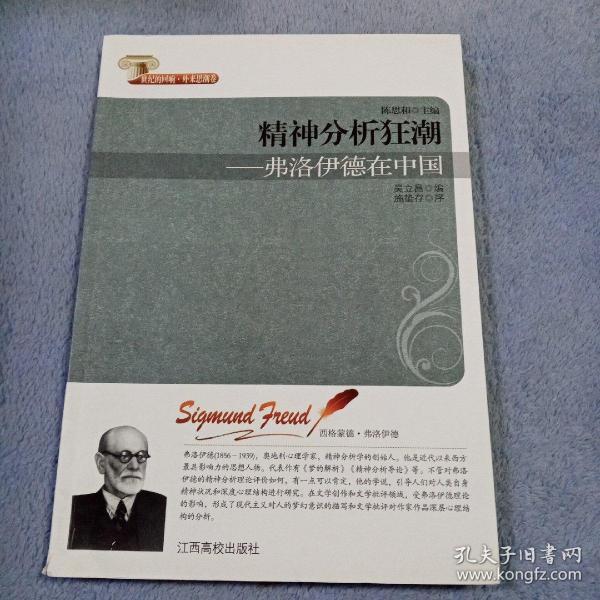 世纪的回响·外来思潮卷
陈思和◎主编
精神分析狂潮
——弗洛伊德在中国
吴立昌◎编
施蛰存◎序
Sigmund Freud
西格蒙德·弗洛伊德
弗洛伊德(1856-1939),奥地利心理学家,精神分析学的创始人,他是近代以来西方
最具影响力的思想人物。代表作有《梦的解析》《精神分析导论》等。不管对弗洛
伊德的精神分析理论评价如何,有一点可以肯定,他的学说,引导人们对人类自身
精神状况和深度心理结构进行研究。在文学创作和文学批评领域,受弗洛伊德理论
的影响,形成了现代主义对人的梦幻意识的描写和文学批评对作家作品深层心理结
构的分析。
江西高校出版社
孔夫子旧书网
www.kongfz.com